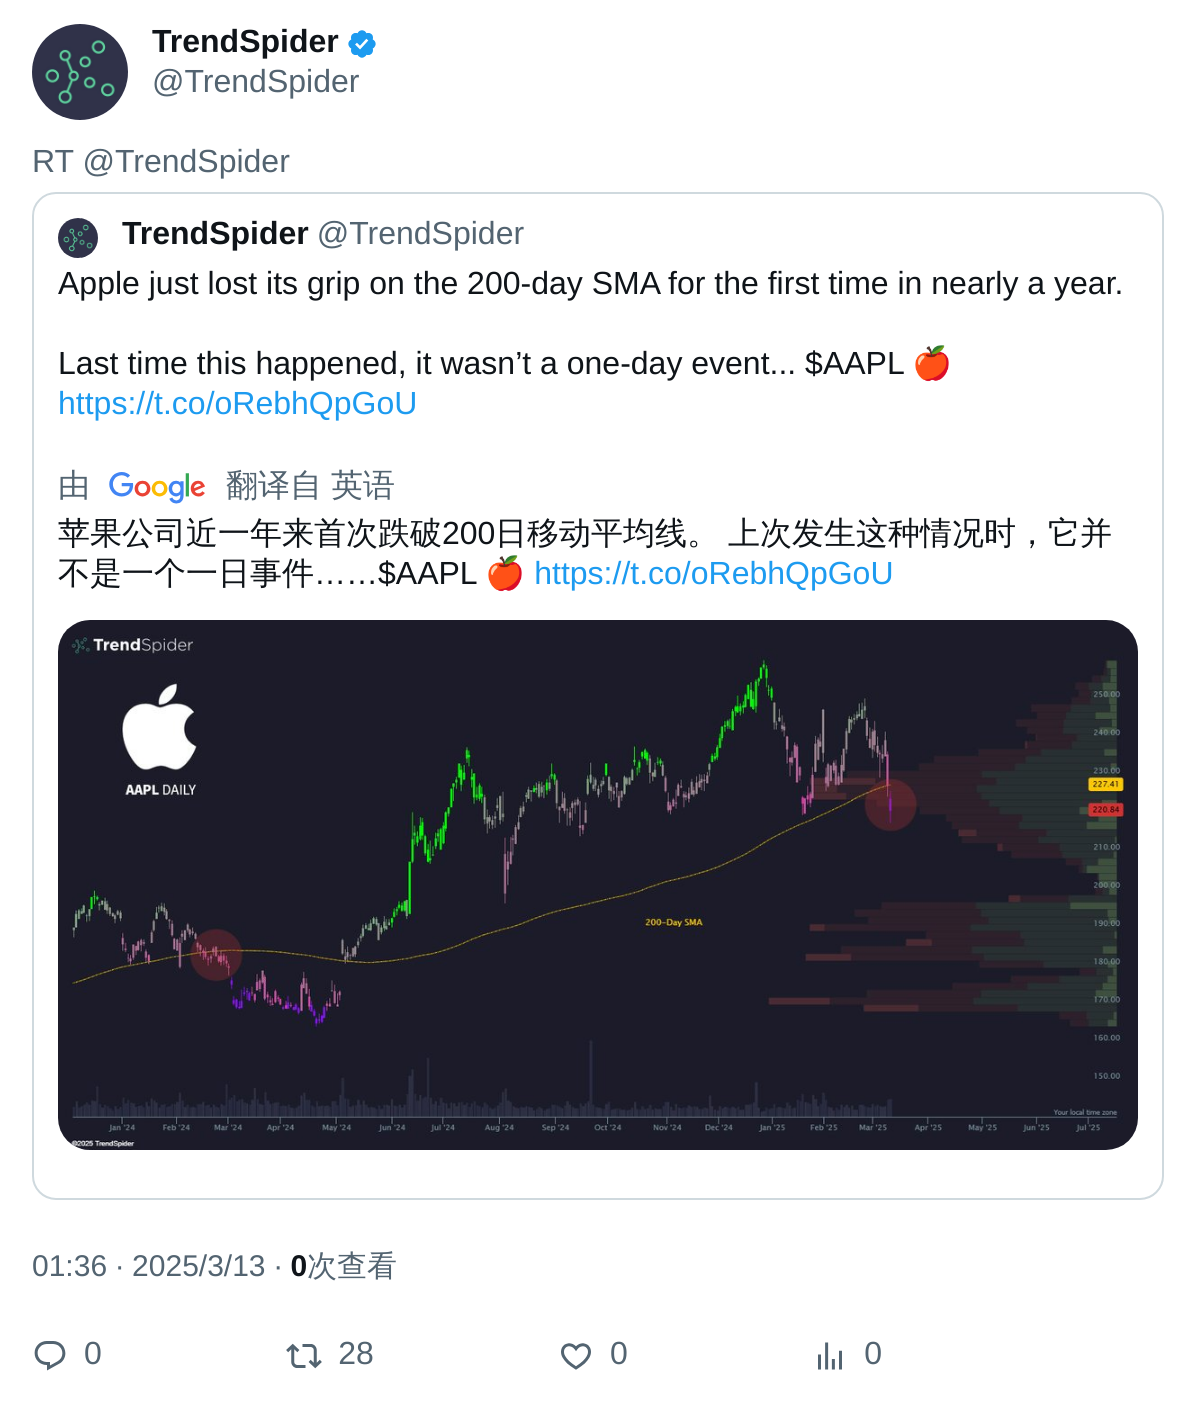 TrendSpider
@TrendSpider
RT @TrendSpider
TrendSpider @TrendSpider
Apple just lost its grip on the 200-day SMA for the first time in nearly a year.
Last time this happened, it wasn’t a one-day event... $AAPL 🍎
https://t.co/oRebhQpGoU
由 Google 翻译自 英语
苹果公司近一年来首次跌破200日移动平均线。 上次发生这种情况时，它并
不是一个一日事件……$AAPL 🍎 https://t.co/oRebhQpGoU
TrendSpider
AAPL DAILY
250.00
240.00
230.00
227.41
220.84
210.00
200.00
200-Day SMA
190.00
180.00
170.00
160.00
150.00
Your local time zone
Jan '24 Feb '24 Mar '24 Apr '24 May '24 Jun '24 Jul '24 Aug '24 Sep '24 Oct '24 Nov '24 Dec '24 Jan '25 Feb '25 Mar '25 Apr '25 May '25 Jun '25 Jul '25
©2025 TrendSpider
01:36 · 2025/3/13 · 0次查看
0 28 0 0